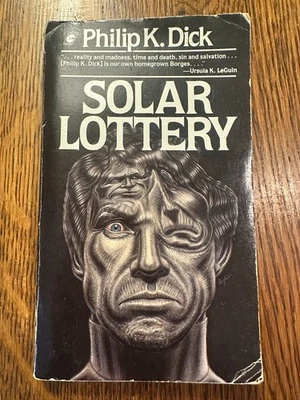 Philip K. Dick
". . . reality and madness, time and death, sin and salvation . . .
[Philip K. Dick] is our own homegrown Borges. . . ."
—Ursula K. LeGuin
SOLAR
LOTTERY